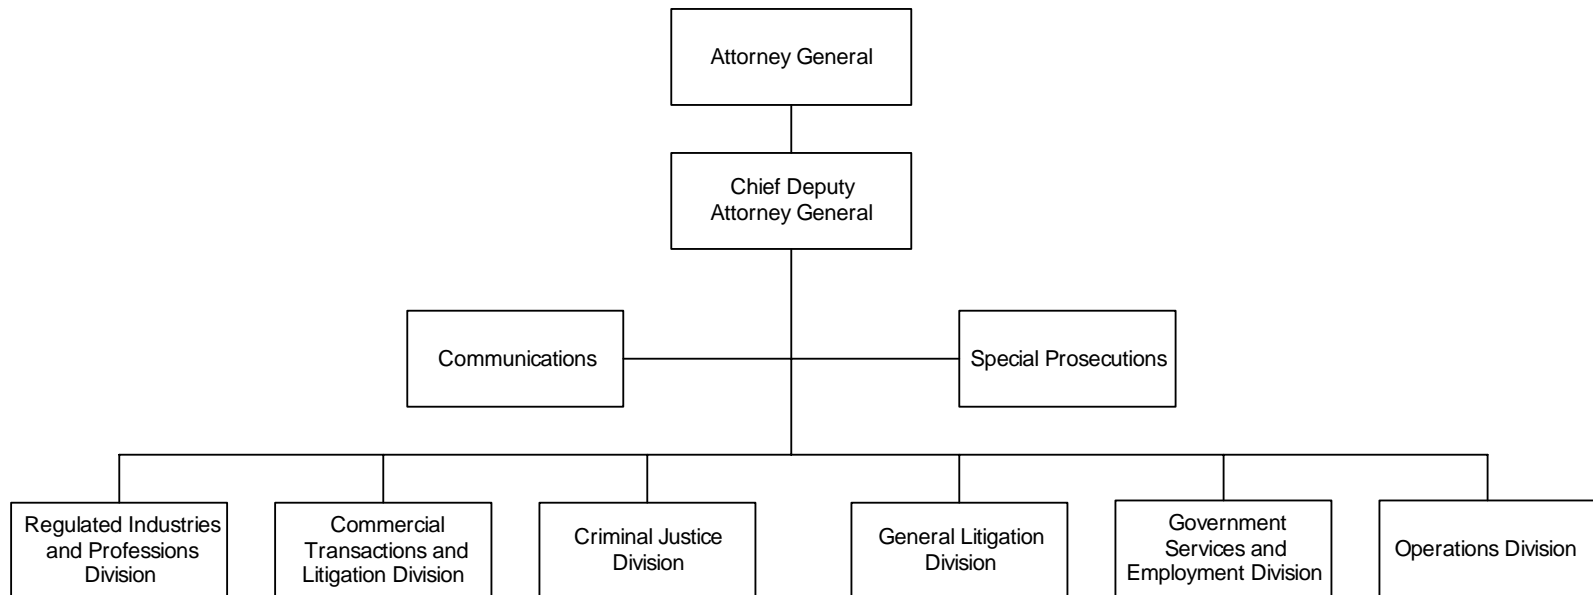 Attorney General
Chief Deputy
Attorney General
Communications
Special Prosecutions
Regulated Industries
and Professions
Division
Commercial
Transactions and
Litigation Division
Criminal Justice
Division
General Litigation
Division
Government
Services and
Employment Division
Operations Division